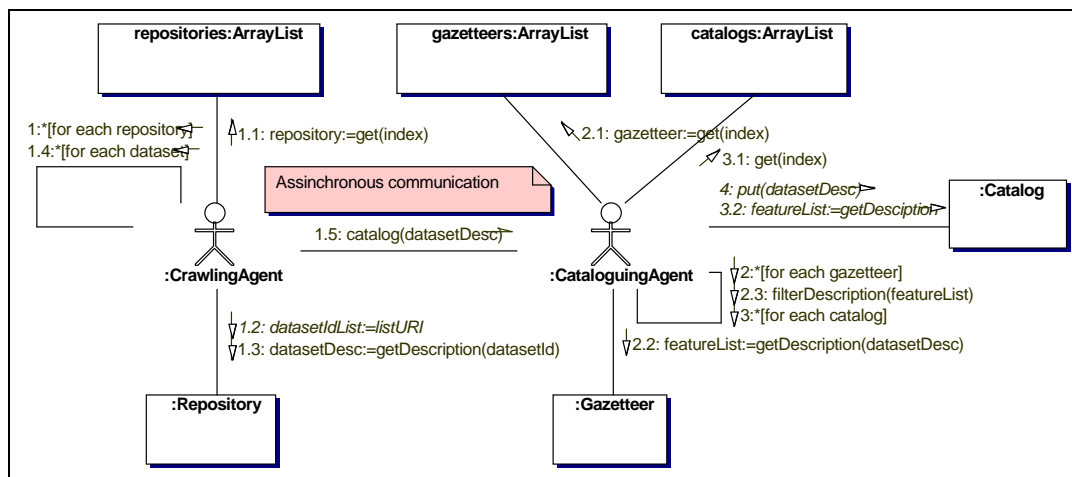 repositories:ArrayList
gazetteers:ArrayList
catalogs:ArrayList
1:*[for each repository]
1.4:*[for each dataset]
1.1: repository:=get(index)
2.1: gazetteer:=get(index)
3.1: get(index)
Assinchronous communication
4: put(datasetDesc)
3.2: featureList:=getDesciption
:Catalog
1.5: catalog(datasetDesc)
:CrawlingAgent
:CataloguingAgent
2:*[for each gazetteer]
2.3: filterDescription(featureList)
3:*[for each catalog]
1.2: datasetIdList:=listURI
1.3: datasetDesc:=getDescription(datasetId)
2.2: featureList:=getDescription(datasetDesc)
:Repository
:Gazetteer